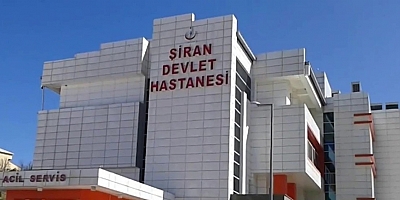 ŞİRAN
DEVLET
HASTANESİ
ACİL SERVİS